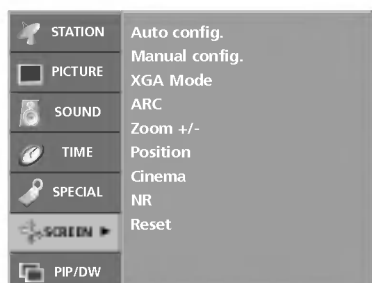 STATION
PICTURE
SOUND
TIME
SPECIAL
SCREEN
PIP/DW
Auto config.
Manual config.
XGA Mode
ARC
Zoom +/-
Position
Cinema
NR
Reset